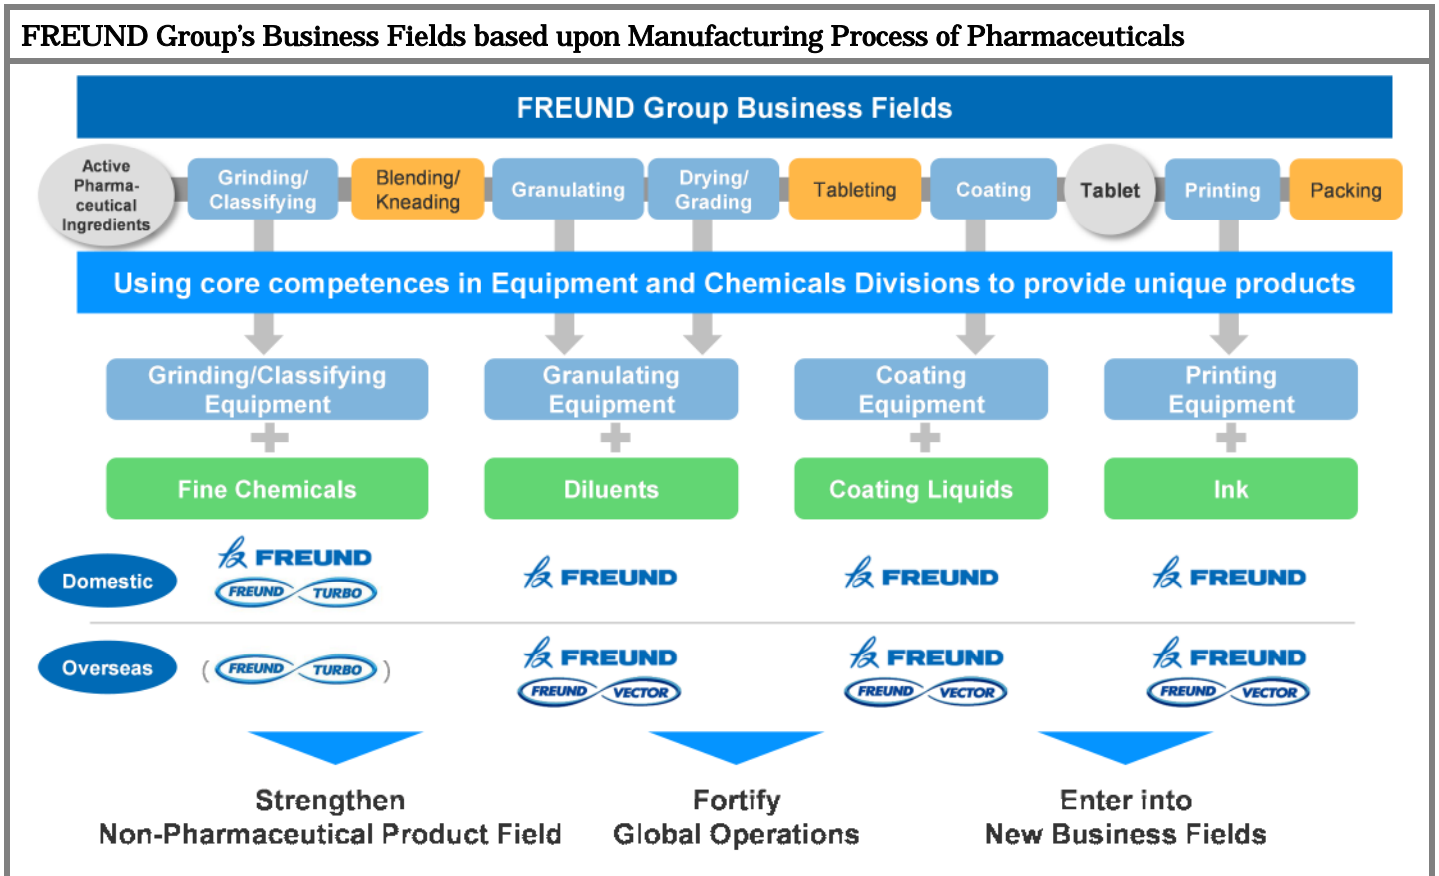 FREUND Group's Business Fields based upon Manufacturing Process of Pharmaceuticals
FREUND Group Business Fields
Active
Pharma-
ceutical
Ingredients
Grinding/
Classifying
Blending/
Kneading
Granulating
Drying/
Grading
Tableting
Coating
Tablet
Printing
Packing
Using core competences in Equipment and Chemicals Divisions to provide unique products
Grinding/Classifying
Equipment
Granulating
Equipment
Coating
Equipment
Printing
Equipment
Fine Chemicals
Diluents
Coating Liquids
Ink
Domestic
FREUND
FREUND TURBO
FREUND
FREUND
FREUND
Overseas
( FREUND TURBO )
FREUND
FREUND VECTOR
FREUND
FREUND VECTOR
FREUND
FREUND VECTOR
Strengthen
Non-Pharmaceutical Product Field
Fortify
Global Operations
Enter into
New Business Fields